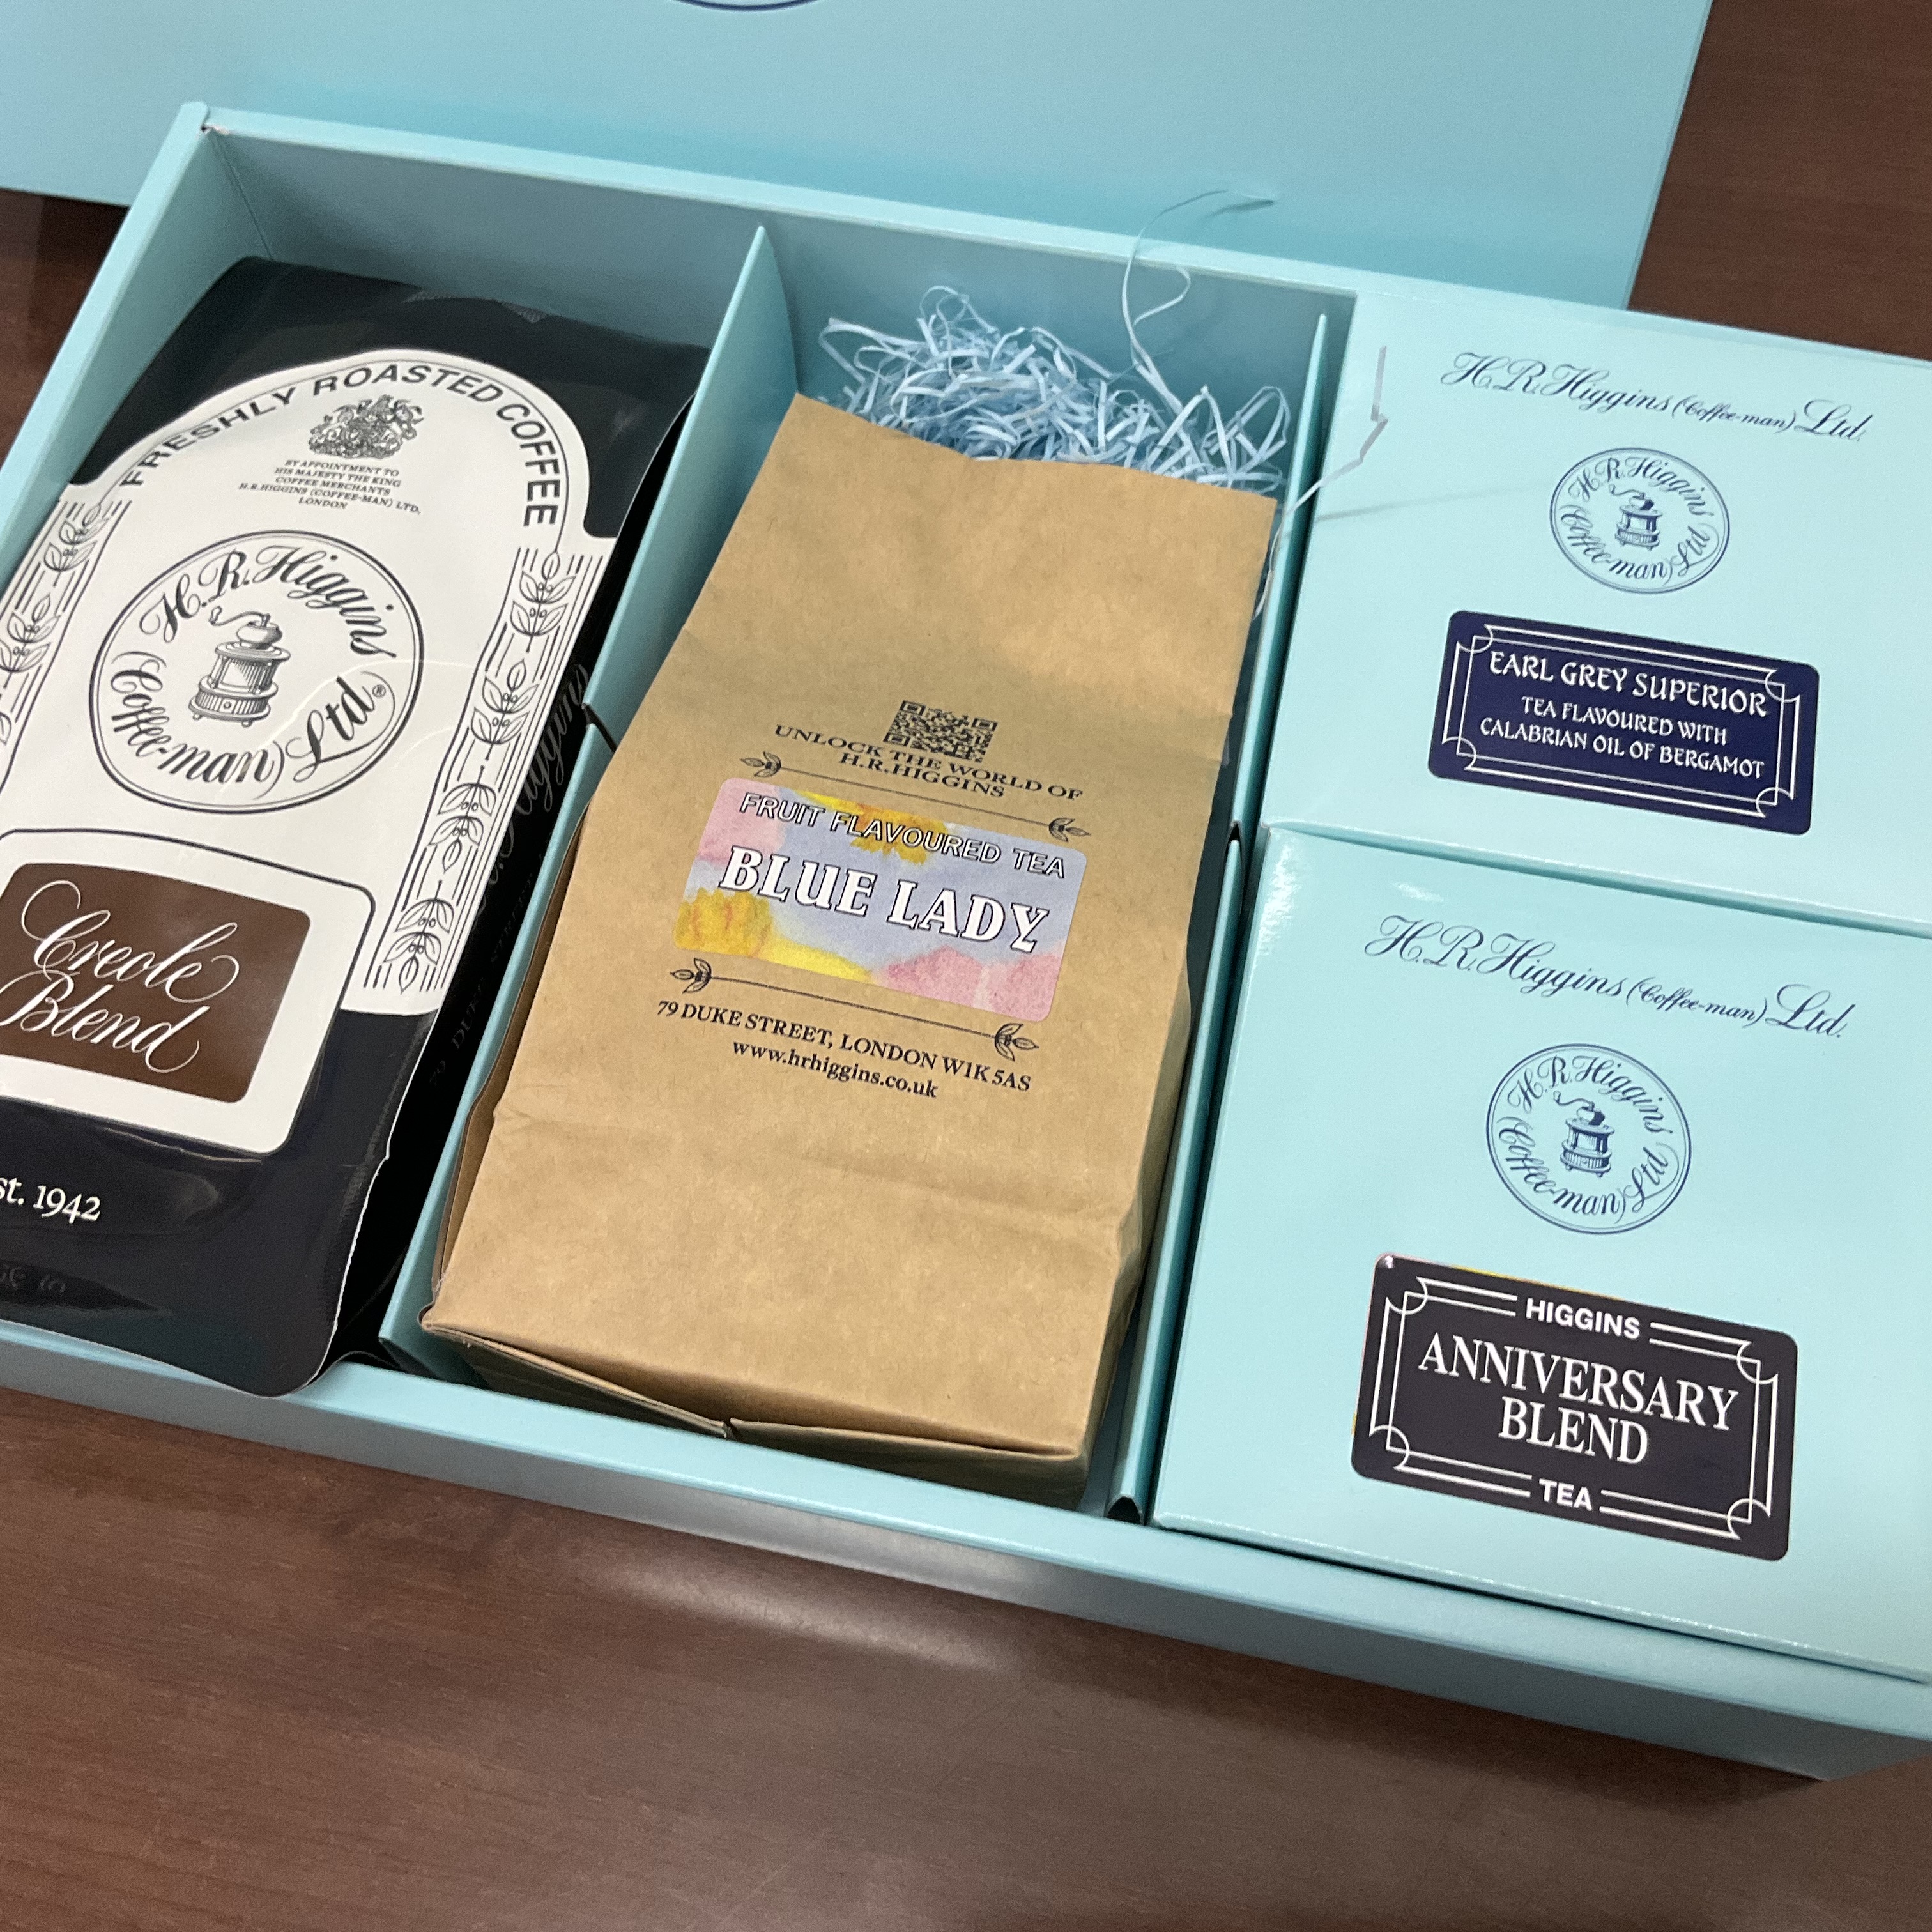 FRESHLY ROASTED COFFEE
BY APPOINTMENT TO
HIS MAJESTY THE KING
COFFEE MERCHANTS
H.R.HIGGINS (COFFEE-MAN) LTD.
LONDON
H.R.Higgins
(Coffee-man) Ltd®
Creole
Blend
st. 1942
UNLOCK THE WORLD OF
H.R.HIGGINS
FRUIT FLAVOURED TEA
BLUE LADY
79 DUKE STREET, LONDON W1K 5AS
www.hrhiggins.co.uk
H.R.Higgins (Coffee-man) Ltd.
H.R.Higgins
(Coffee-man) Ltd
EARL GREY SUPERIOR
TEA FLAVOURED WITH
CALABRIAN OIL OF BERGAMOT
H.R.Higgins (Coffee-man) Ltd.
H.R.Higgins
(Coffee-man) Ltd
HIGGINS
ANNIVERSARY
BLEND
TEA